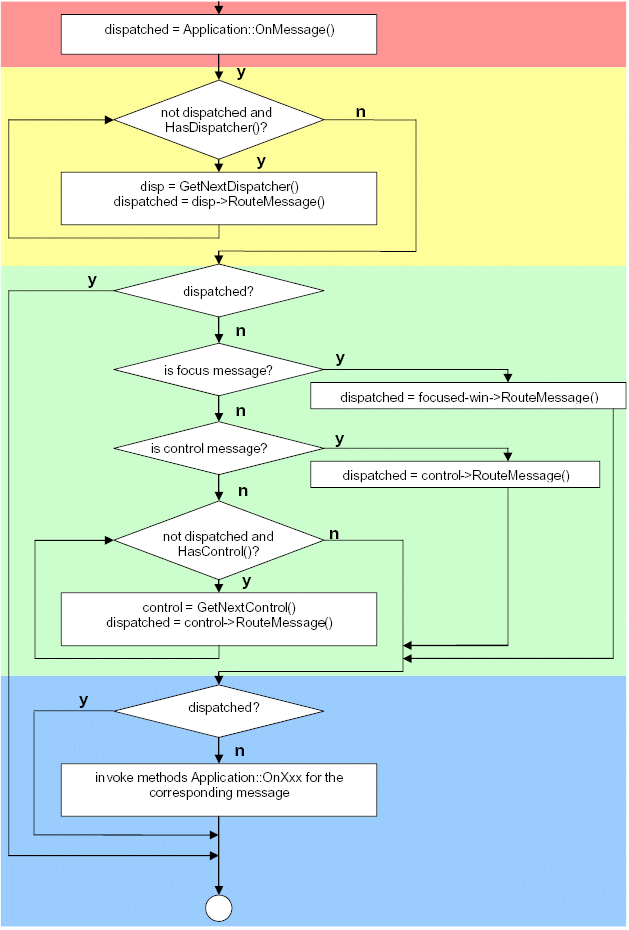 dispatched = Application::OnMessage()
y
not dispatched and
HasDispatcher()?
n
y
disp = GetNextDispatcher()
dispatched = disp->RouteMessage()
y
dispatched?
n
is focus message?
y
dispatched = focused-win->RouteMessage()
n
is control message?
y
dispatched = control->RouteMessage()
n
not dispatched and
HasControl()?
n
y
control = GetNextControl()
dispatched = control->RouteMessage()
y
dispatched?
n
invoke methods Application::OnXxx for the
corresponding message